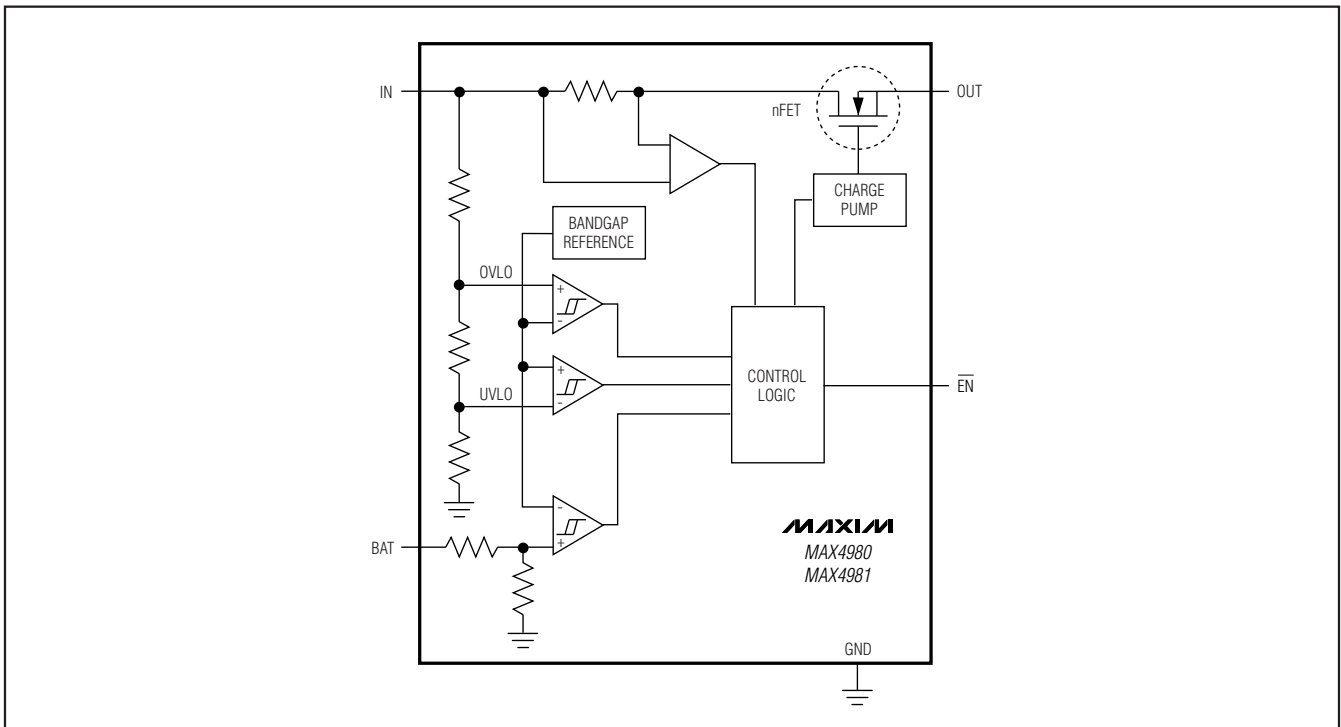 IN
OUT
nFET
CHARGE
PUMP
BANDGAP
REFERENCE
OVLO
+
-
CONTROL
LOGIC
+
-
UVLO
EN
-
+
BAT
MAXIM
MAX4980
MAX4981
GND